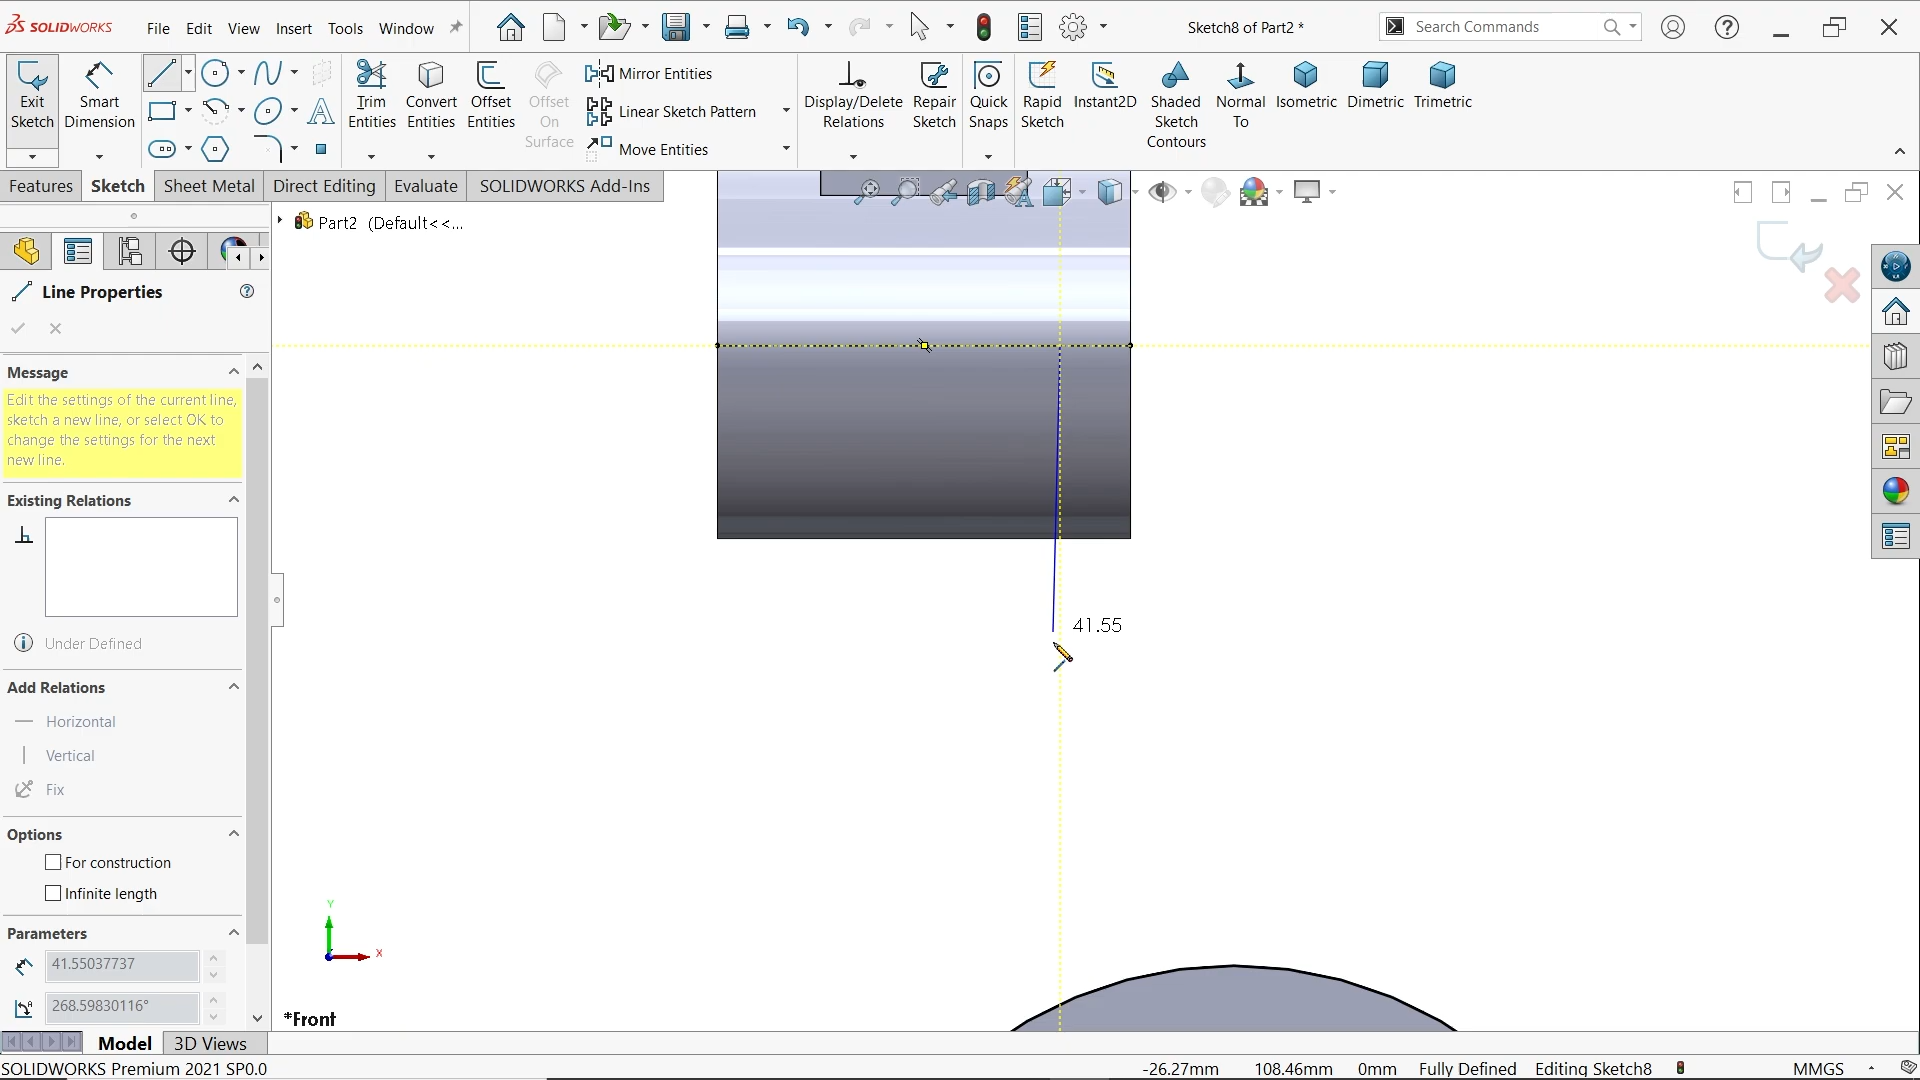 SOLIDWORKS
File Edit View Insert Tools Window
Sketch8 of Part2 *
Search Commands
Exit Sketch
Smart Dimension
Trim Entities
Convert Entities
Offset Entities
Offset On Surface
Mirror Entities
Linear Sketch Pattern
Move Entities
Display/Delete Relations
Repair Sketch
Quick Snaps
Rapid Sketch
Instant2D
Shaded Sketch Contours
Normal To
Isometric
Dimetric
Trimetric
Features Sketch Sheet Metal Direct Editing Evaluate SOLIDWORKS Add-Ins
Part2 (Default<<...
Line Properties
Message
Edit the settings of the current line,
sketch a new line, or select OK to
change the settings for the next
new line.
Existing Relations
Under Defined
Add Relations
Horizontal
Vertical
Fix
Options
For construction
Infinite length
Parameters
41.55037737
268.59830116°
41.55
Y
X
*Front
Model 3D Views
SOLIDWORKS Premium 2021 SP0.0
-26.27mm 108.46mm 0mm Fully Defined Editing Sketch8 MMGS